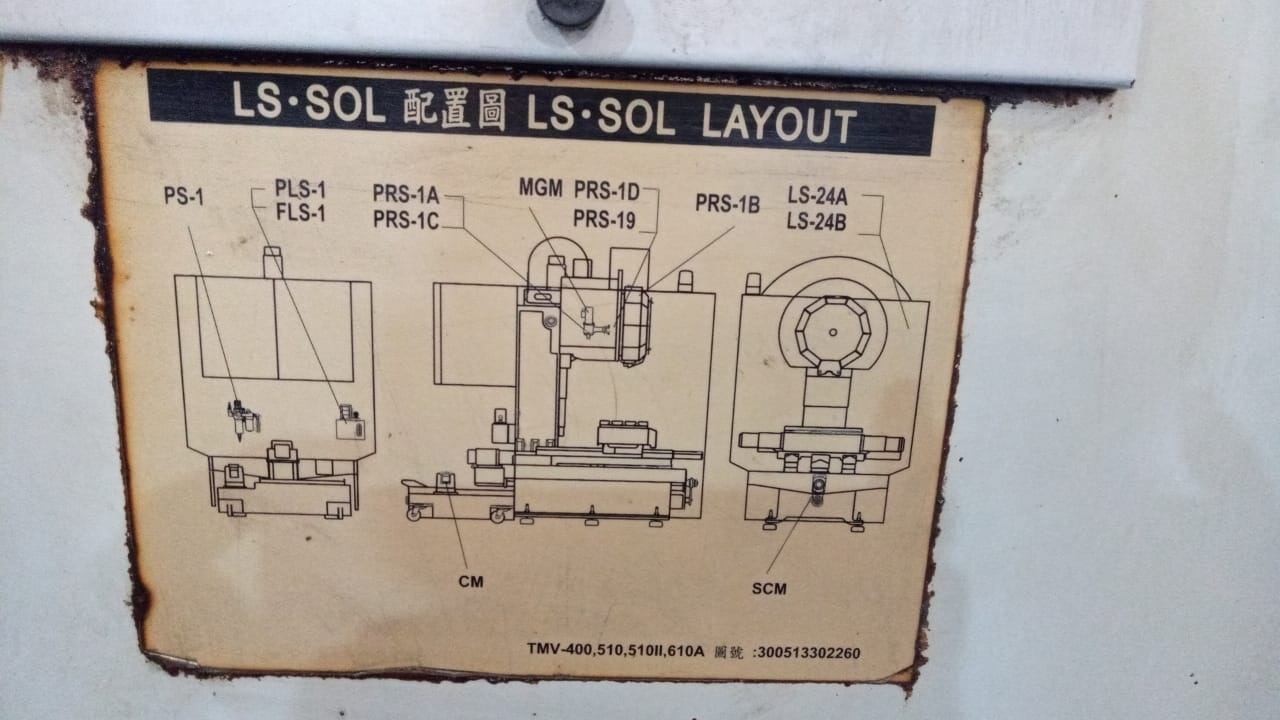 LS·SOL 配置圖 LS·SOL LAYOUT
PS-1
PLS-1
FLS-1
PRS-1A
PRS-1C
MGM PRS-1D
PRS-19
PRS-1B
LS-24A
LS-24B
CM
SCM
TMV-400,510,510II,610A 圖號 :300513302260